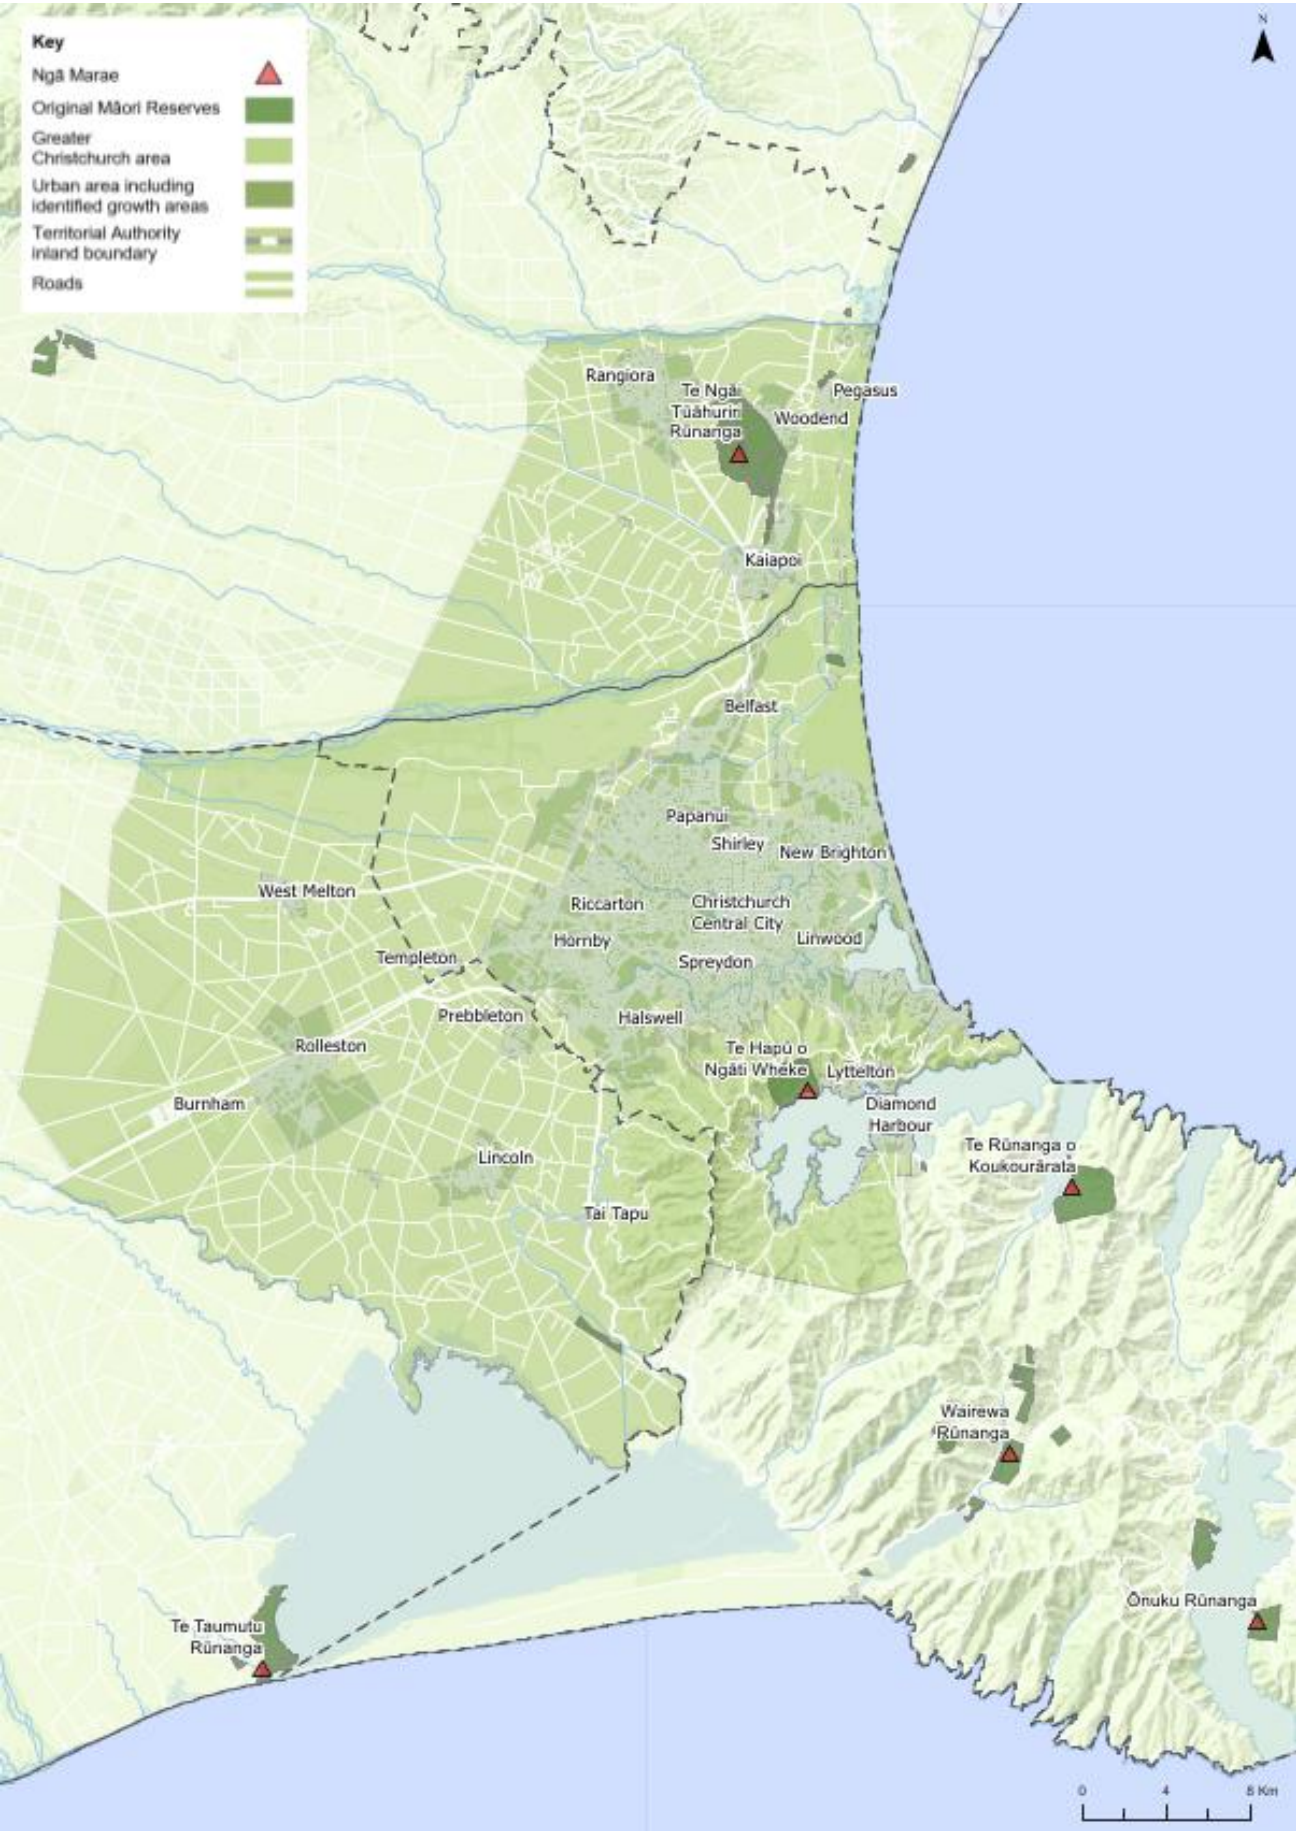 Key
Ngā Marae
Original Māori Reserves
Greater
Christchurch area
Urban area including
identified growth areas
Territorial Authority
inland boundary
Roads
N
Rangiora
Te Ngāi
Tūāhuriri
Rūnanga
Pegasus
Woodend
Kaiapoi
Belfast
Papanui
Shirley
New Brighton
West Melton
Riccarton
Christchurch
Central City
Hornby
Linwood
Templeton
Spreydon
Prebbleton
Halswell
Rolleston
Te Hapū o
Ngāti Wheke
Lyttelton
Burnham
Diamond
Harbour
Te Rūnanga o
Koukourārata
Lincoln
Tai Tapu
Wairewa
Rūnanga
Ōnuku Rūnanga
Te Taumutu
Rūnanga
0 4 8 Km